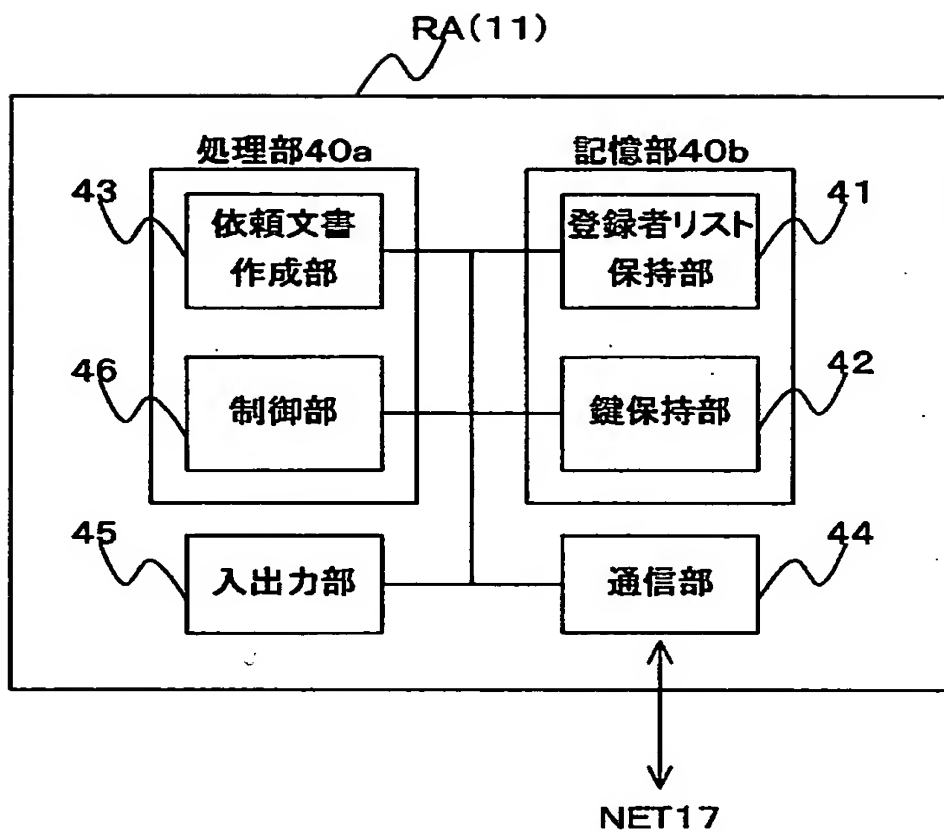 RA(11)
処理部40a
記憶部40b
43
依頼文書
作成部
登録者リスト
保持部
41
46
制御部
鍵保持部
42
45
入出力部
通信部
44
NET17